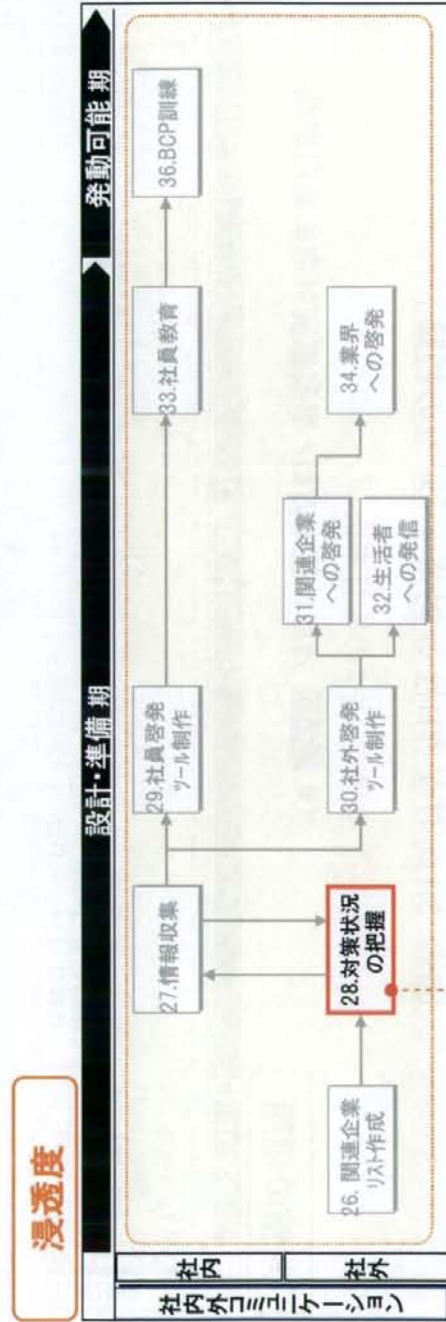 浸透度
設計・準備 期
発動可能 期
社内外コミュニケーション
社内
社外
26. 関連企業
リスト作成
27.情報収集
28.対策状況
の把握
29.社員啓発
ツール制作
30.社外啓発
ツール制作
31.関連企業
への啓発
32.生活者
への発信
33.社員教育
34.業界
への啓発
36.BCP訓練